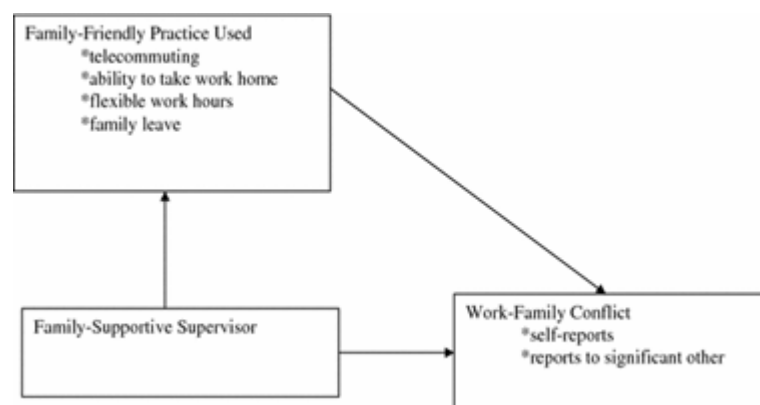 Family-Friendly Practice Used
*telecommuting
*ability to take work home
*flexible work hours
*family leave
Family-Supportive Supervisor
Work-Family Conflict
*self-reports
*reports to significant other